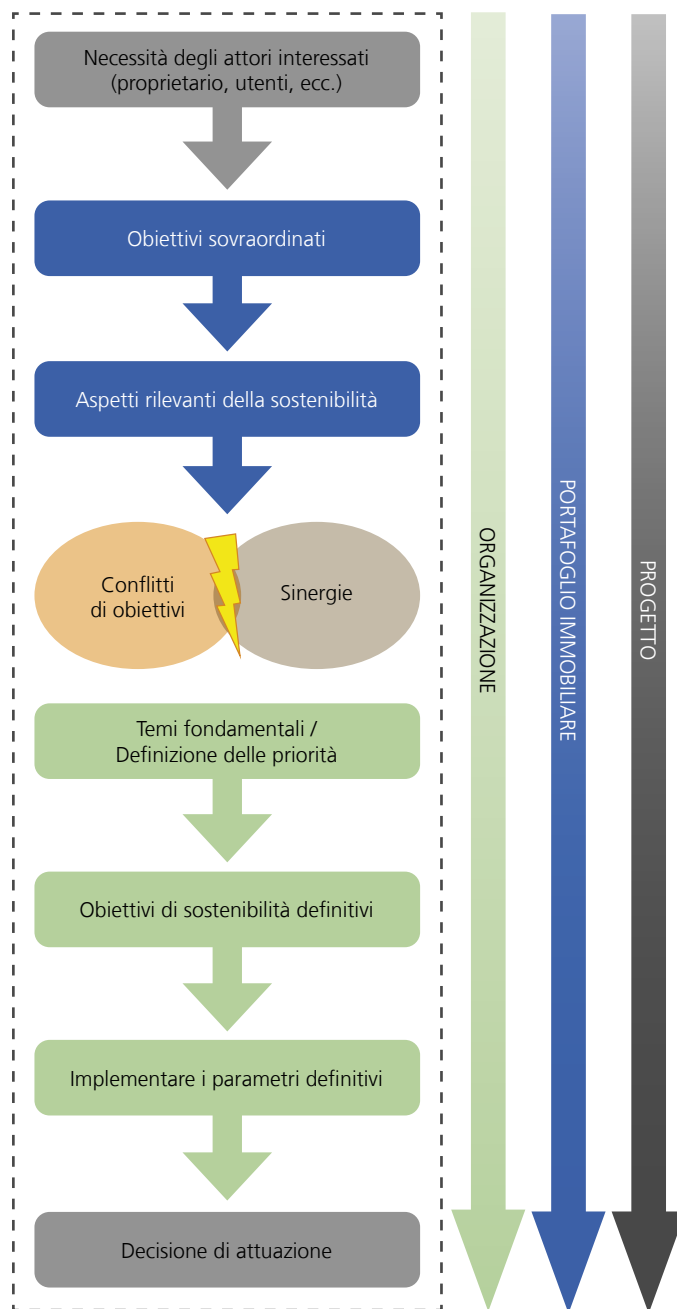 Necessità degli attori interessati
(proprietario, utenti, ecc.)
Obiettivi sovraordinati
Aspetti rilevanti della sostenibilità
Conflitti
di obiettivi
Sinergie
Temi fondamentali /
Definizione delle priorità
Obiettivi di sostenibilità definitivi
Implementare i parametri definitivi
Decisione di attuazione
ORGANIZZAZIONE
PORTAFOGLIO IMMOBILIARE
PROGETTO